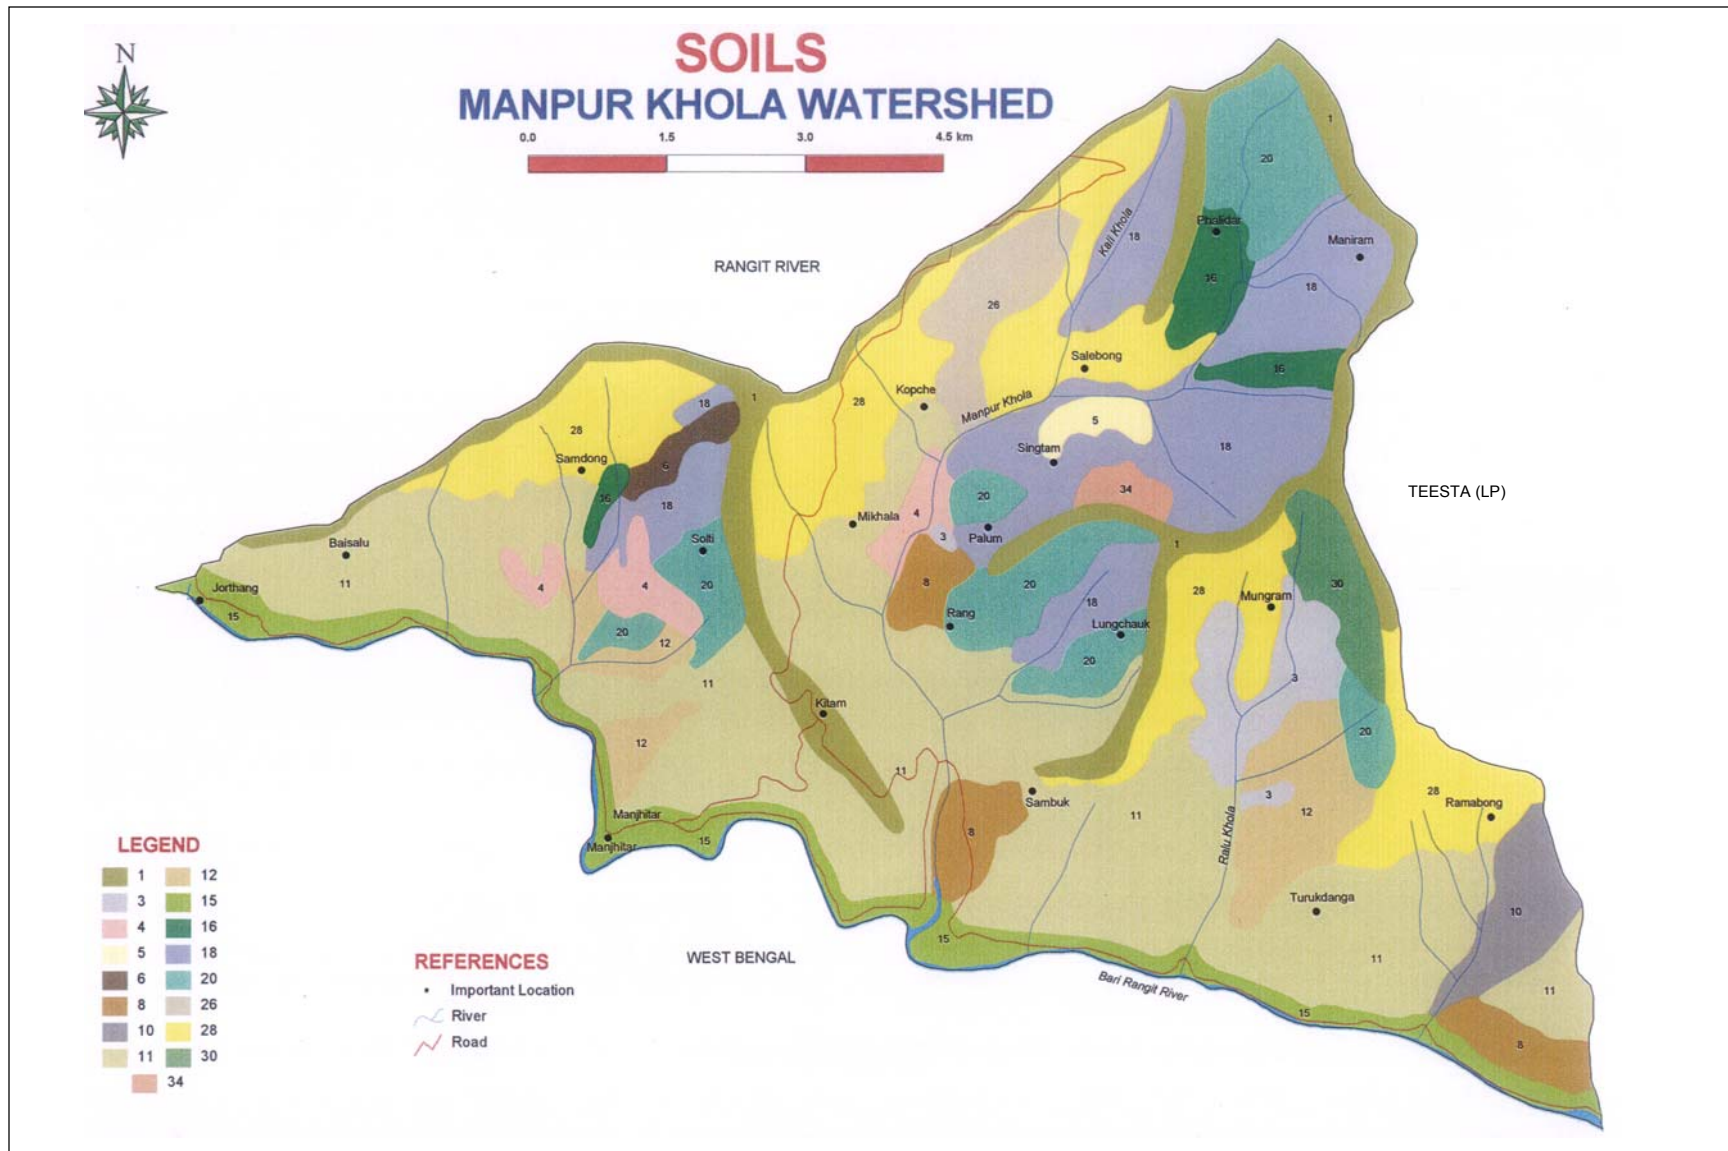 N
SOILS
MANPUR KHOLA WATERSHED
0.0 1.5 3.0 4.5 km
1
20
Phalidar
Kali Khola
18
Maniram
RANGIT RIVER
16
18
26
Salebong
16
Kopche
1
28
18
Manpur Khola
5
28
Singtam
18
Samdong
6
34
TEESTA (LP)
16
20
18
4
Mikhala
3
Palum
Solti
1
Baisalu
11
4
4
20
8
20
30
28
Jorthang
15
18
Mungram
Rang
Lungchauk
20
12
20
11
3
Kitam
12
20
11
Sambuk
3
28
Ramabong
12
11
Manjhitar
Manjhitar
15
8
Ralu Khola
Turukdanga
10
15
11
11
Bari Rangit River
15
8
WEST BENGAL
LEGEND
1 12
3 15
4 16
5 18
6 20
8 26
10 28
11 30
34
REFERENCES
Important Location
River
Road